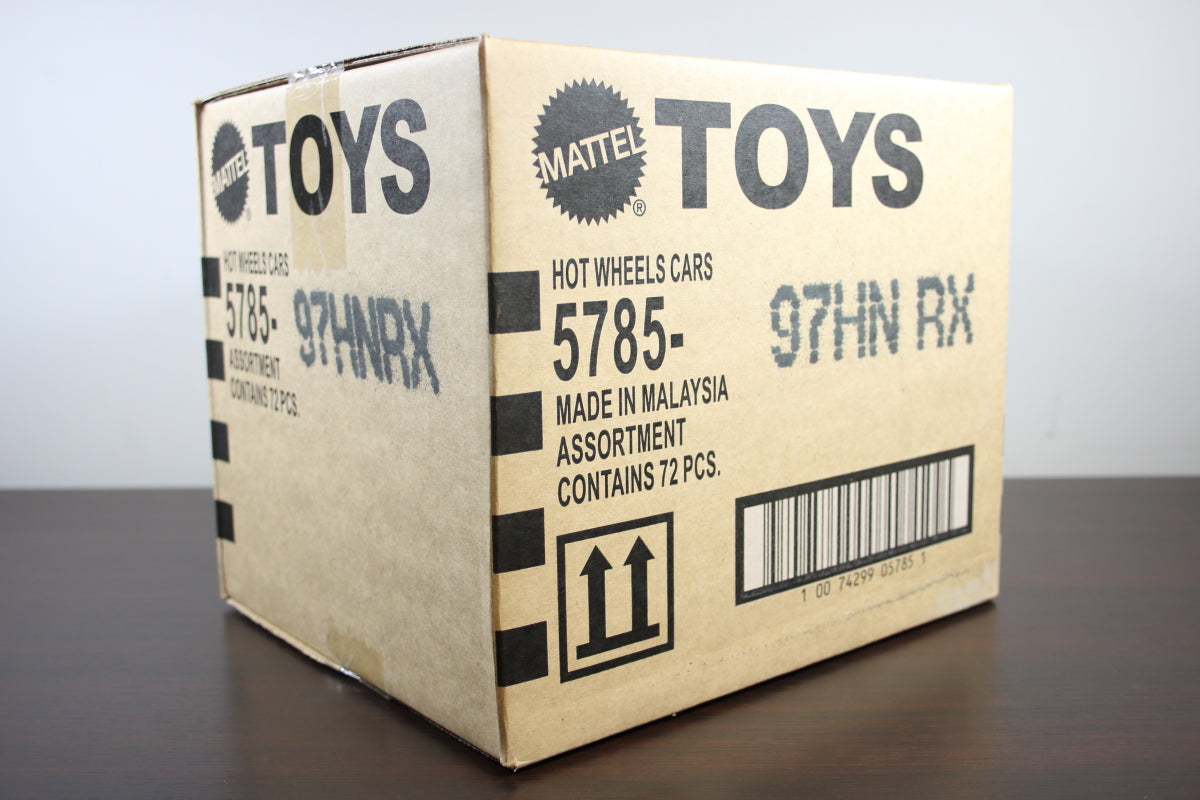 MATTEL TOYS
HOT WHEELS CARS
5785-
97HNRX
ASSORTMENT
CONTAINS 72 PCS.
MATTEL® TOYS
HOT WHEELS CARS
5785-
97HN RX
MADE IN MALAYSIA
ASSORTMENT
CONTAINS 72 PCS.
1 00 74299 05785 1